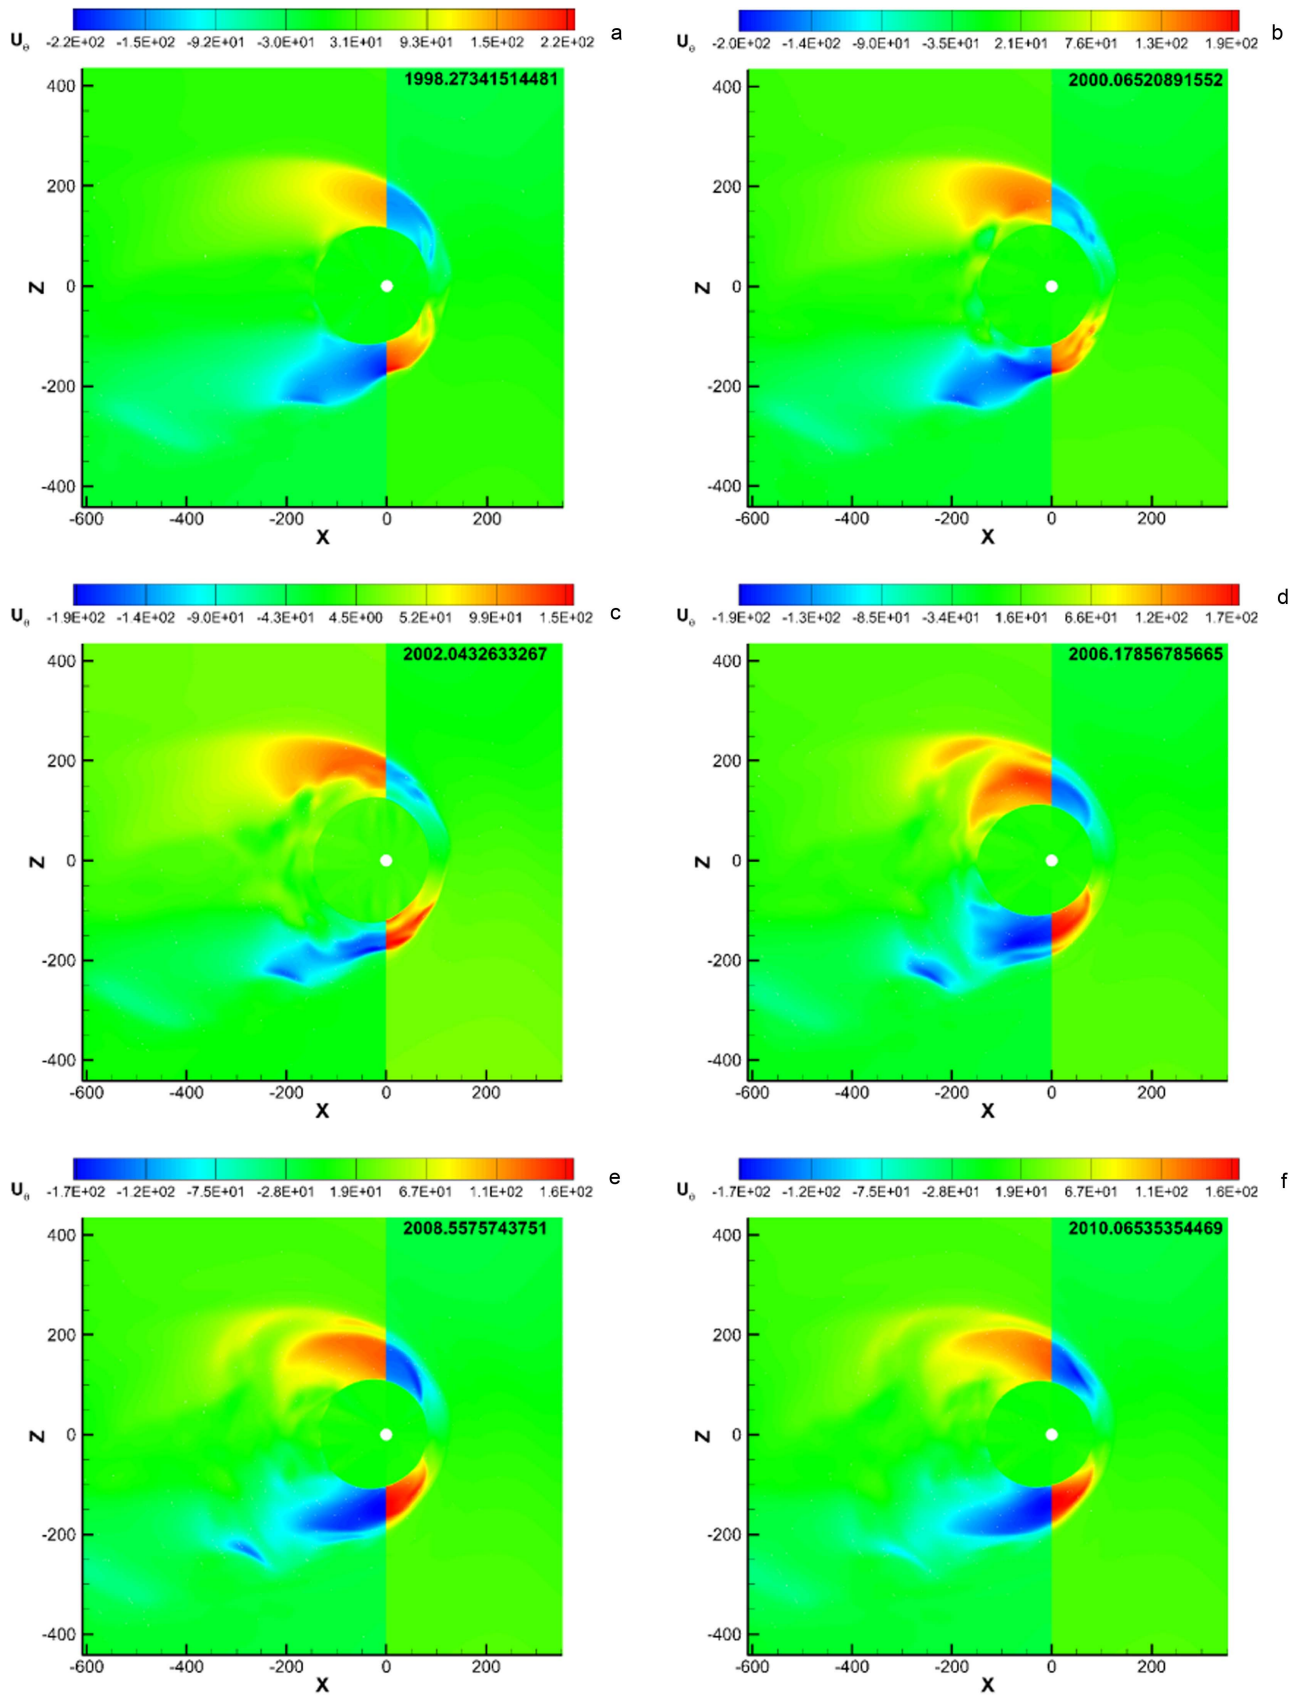 a
U_θ -2.2E+02 -1.5E+02 -9.2E+01 -3.0E+01 3.1E+01 9.3E+01 1.5E+02 2.2E+02
1998.27341514481
400
200
0
-200
-400
Z
-600 -400 -200 0 200
X
b
U_θ -2.0E+02 -1.4E+02 -9.0E+01 -3.5E+01 2.1E+01 7.6E+01 1.3E+02 1.9E+02
2000.06520891552
400
200
0
-200
-400
Z
-600 -400 -200 0 200
X
c
U_θ -1.9E+02 -1.4E+02 -9.0E+01 -4.3E+01 4.5E+00 5.2E+01 9.9E+01 1.5E+02
2002.0432633267
400
200
0
-200
-400
Z
-600 -400 -200 0 200
X
d
U_θ -1.9E+02 -1.3E+02 -8.5E+01 -3.4E+01 1.6E+01 6.6E+01 1.2E+02 1.7E+02
2006.17856785665
400
200
0
-200
-400
Z
-600 -400 -200 0 200
X
e
U_θ -1.7E+02 -1.2E+02 -7.5E+01 -2.8E+01 1.9E+01 6.7E+01 1.1E+02 1.6E+02
2008.5575743751
400
200
0
-200
-400
Z
-600 -400 -200 0 200
X
f
U_θ -1.7E+02 -1.2E+02 -7.5E+01 -2.8E+01 1.9E+01 6.7E+01 1.1E+02 1.6E+02
2010.06535354469
400
200
0
-200
-400
Z
-600 -400 -200 0 200
X